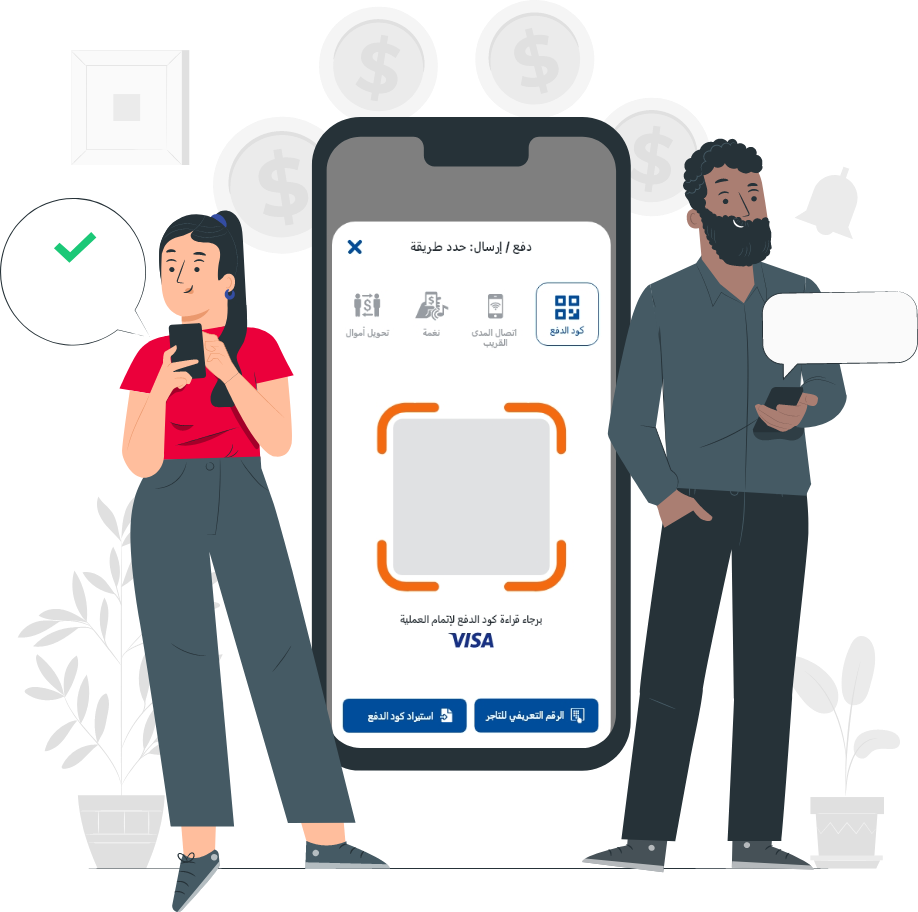 دفع / إرسال: حدد طريقة
كود الدفع
اتصال المدى
القريب
نغمة
تحويل أموال
برجاء قراءة كود الدفع لإتمام العملية
VISA
الرقم التعريفي للتاجر
استيراد كود الدفع